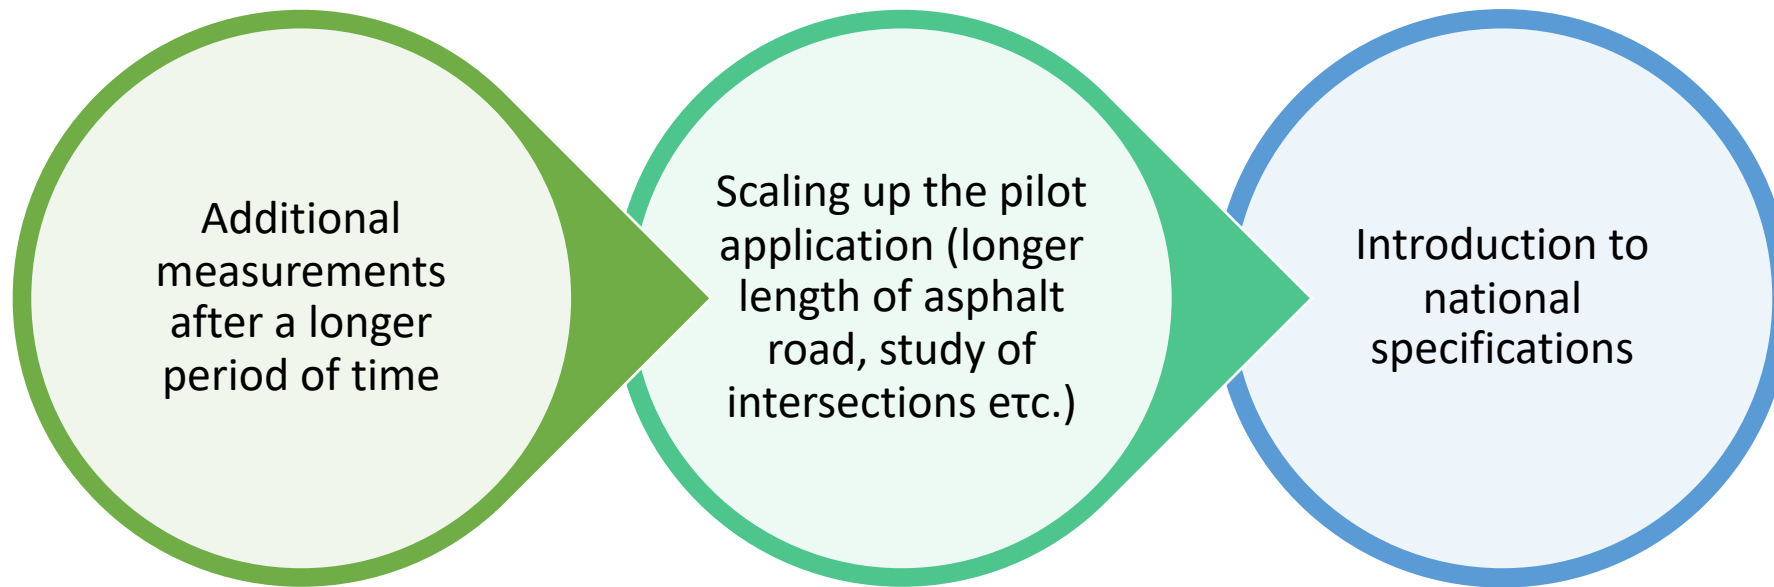 Additional
measurements
after a longer
period of time
Scaling up the pilot
application (longer
length of asphalt
road, study of
intersections eτc.)
Introduction to
national
specifications